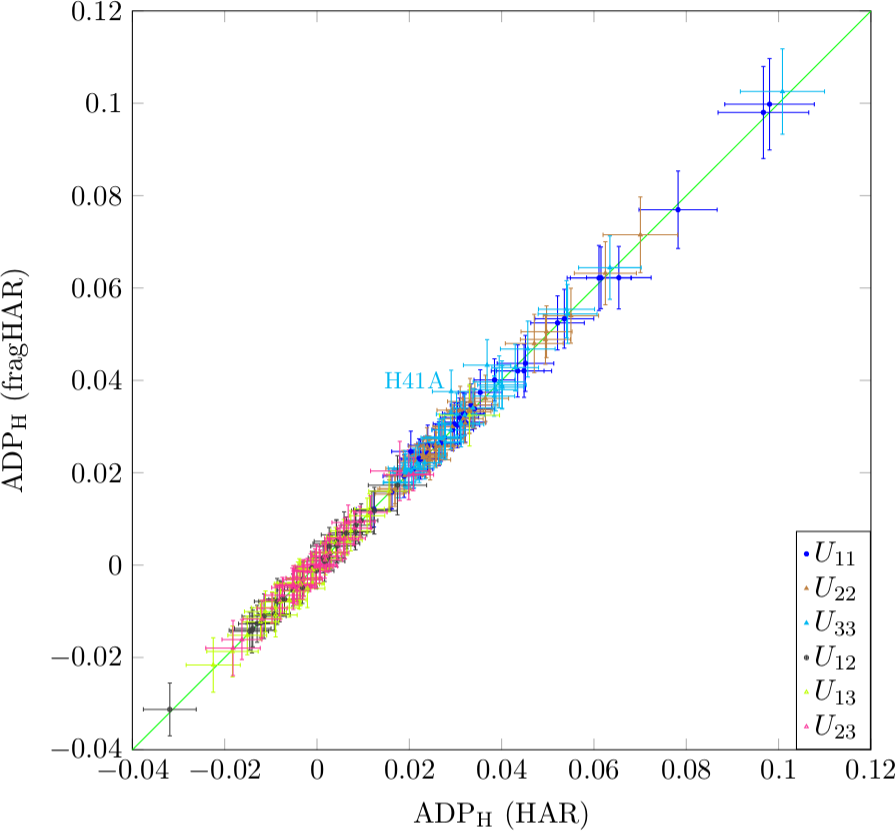 0.12
0.1
0.08
0.06
0.04
0.02
0
−0.02
−0.04
ADP_H (fragHAR)
H41A
U_11
U_22
U_33
U_12
U_13
U_23
−0.04 −0.02 0 0.02 0.04 0.06 0.08 0.1 0.12
ADP_H (HAR)